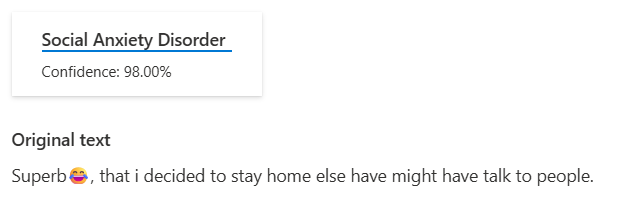 Social Anxiety Disorder
Confidence: 98.00%
Original text
Superb😂, that i decided to stay home else have might have talk to people.